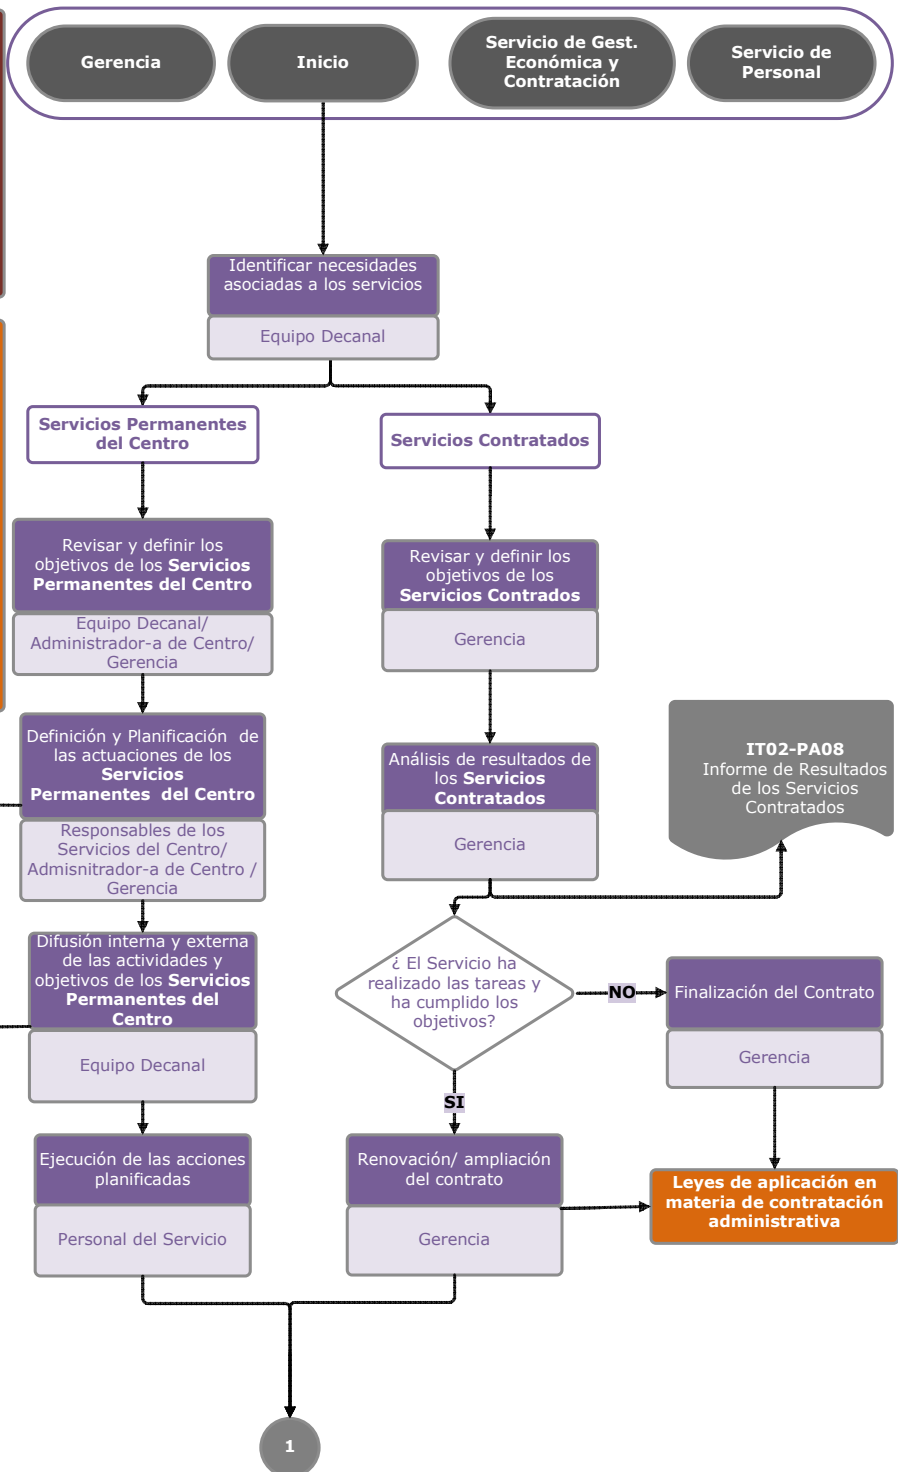 Gerencia
Inicio
Servicio de Gest.
Económica y
Contratación
Servicio de
Personal
Identificar necesidades
asociadas a los servicios
Equipo Decanal
Servicios Permanentes
del Centro
Servicios Contratados
Revisar y definir los
objetivos de los Servicios
Permanentes del Centro
Equipo Decanal/
Administrador-a de Centro/
Gerencia
Revisar y definir los
objetivos de los
Servicios Contrados
Gerencia
Definición y Planificación de
las actuaciones de los
Servicios
Permanentes del Centro
Responsables de los
Servicios del Centro/
Admisnitrador-a de Centro /
Gerencia
Análisis de resultados de
los Servicios
Contratados
Gerencia
IT02-PA08
Informe de Resultados
de los Servicios
Contratados
Difusión interna y externa
de las actividades y
objetivos de los Servicios
Permanentes del
Centro
Equipo Decanal
¿ El Servicio ha
realizado las tareas y
ha cumplido los
objetivos?
NO
Finalización del Contrato
Gerencia
SI
Ejecución de las acciones
planificadas
Personal del Servicio
Renovación/ ampliación
del contrato
Gerencia
Leyes de aplicación en
materia de contratación
administrativa
1